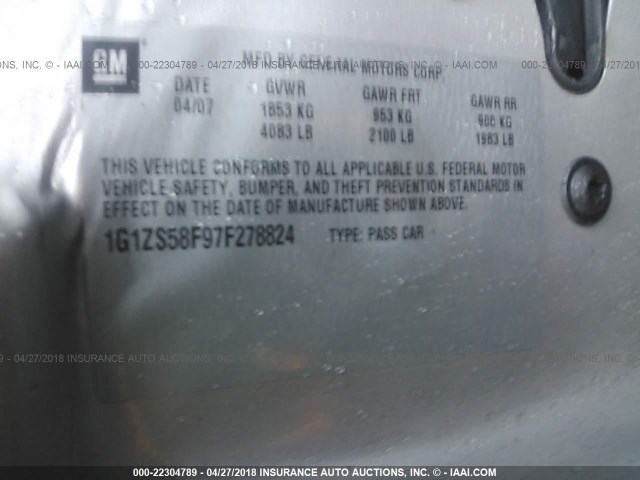 GM
MFD BY GENERAL MOTORS CORP.
DATE GVWR GAWR FRT GAWR RR
04/07 1853 KG 953 KG 900 KG
4083 LB 2100 LB 1983 LB
THIS VEHICLE CONFORMS TO ALL APPLICABLE U.S. FEDERAL MOTOR
VEHICLE SAFETY, BUMPER, AND THEFT PREVENTION STANDARDS IN
EFFECT ON THE DATE OF MANUFACTURE SHOWN ABOVE.
1G1ZS58F97F278824 TYPE: PASS CAR
000-22304789 - 04/27/2018 INSURANCE AUTO AUCTIONS, INC. - © - IAAI.COM